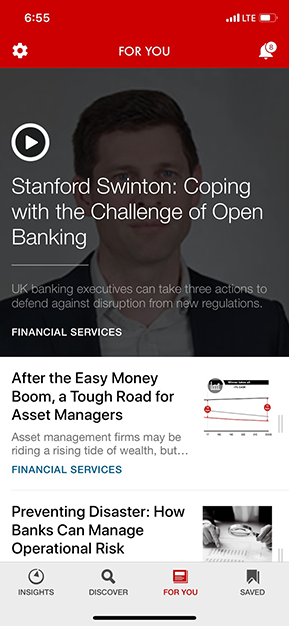 6:55
LTE
FOR YOU
8
Stanford Swinton: Coping
with the Challenge of Open
Banking
UK banking executives can take three actions to
defend against disruption from new regulations.
FINANCIAL SERVICES
After the Easy Money
Boom, a Tough Road for
Asset Managers
Asset management firms may be
riding a rising tide of wealth, but...
FINANCIAL SERVICES
Preventing Disaster: How
Banks Can Manage
Operational Risk
INSIGHTS
DISCOVER
FOR YOU
SAVED